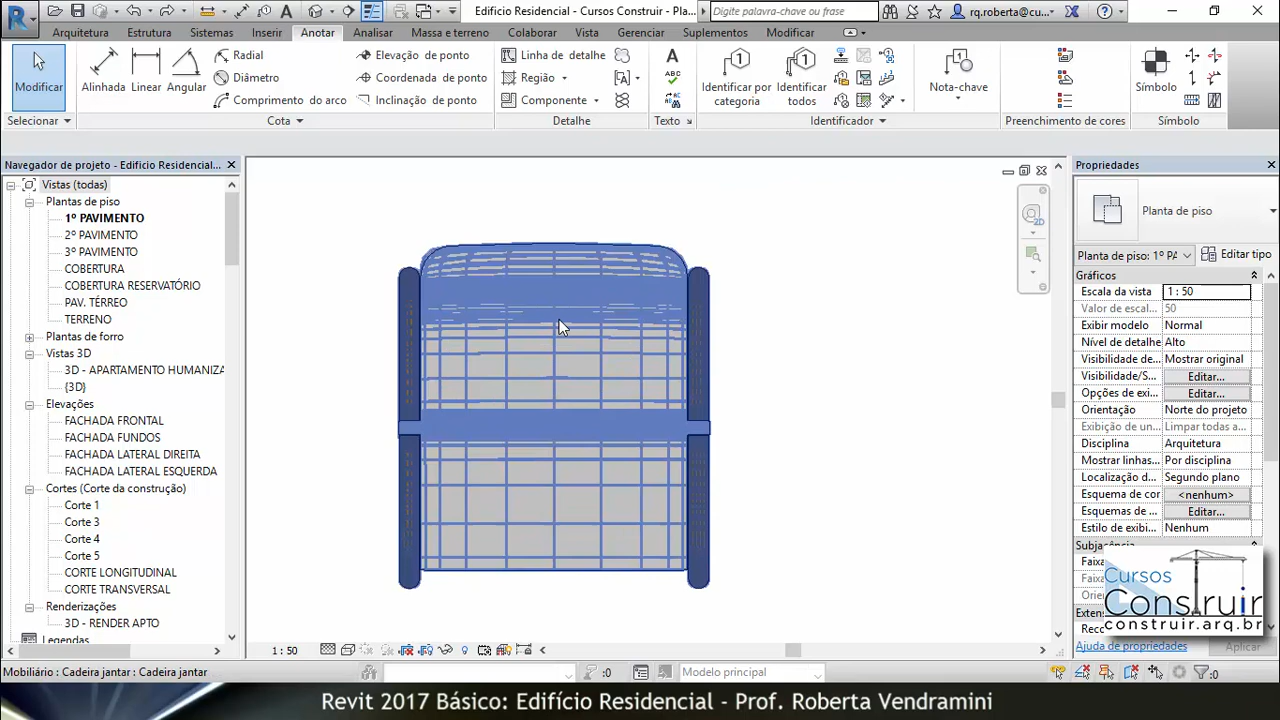 Edifício Residencial - Cursos Construir - Pla...
Digite palavra-chave ou frase
rq.roberta@cu...
Arquitetura
Estrutura
Sistemas
Inserir
Anotar
Analisar
Massa e terreno
Colaborar
Vista
Gerenciar
Suplementos
Modificar
Modificar
Alinhada
Linear
Angular
Radial
Diâmetro
Comprimento do arco
Elevação de ponto
Coordenada de ponto
Inclinação de ponto
Linha de detalhe
Região
Componente
Identificar por
categoria
Identificar
todos
Nota-chave
Símbolo
Selecionar
Cota
Detalhe
Texto
Identificador
Preenchimento de cores
Símbolo
Navegador de projeto - Edifício Residencial...
Vistas (todas)
Plantas de piso
1º PAVIMENTO
2º PAVIMENTO
3º PAVIMENTO
COBERTURA
COBERTURA RESERVATÓRIO
PAV. TÉRREO
TERRENO
Plantas de forro
Vistas 3D
3D - APARTAMENTO HUMANIZA
{3D}
Elevações
FACHADA FRONTAL
FACHADA FUNDOS
FACHADA LATERAL DIREITA
FACHADA LATERAL ESQUERDA
Cortes (Corte da construção)
Corte 1
Corte 3
Corte 4
Corte 5
CORTE LONGITUDINAL
CORTE TRANSVERSAL
Renderizações
3D - RENDER APTO
Legendas
2D
Propriedades
Planta de piso
Planta de piso: 1º PA
Editar tipo
Gráficos
Escala da vista 1 : 50
Valor de escal... 50
Exibir modelo Normal
Nível de detalhe Alto
Visibilidade de... Mostrar original
Visibilidade/S... Editar...
Opções de exi... Editar...
Orientação Norte do projeto
Exibição de un... Limpar todas a...
Disciplina Arquitetura
Mostrar linhas... Por disciplina
Localização d... Segundo plano
Esquema de cor <nenhum>
Esquemas de ... Editar...
Estilo de exibi... Nenhum
Subjacência
Faixa
Faixa
Orien
Exten
Reco
Cursos
Construir
construir.arq.br
Ajuda de propriedades
Aplicar
1 : 50
Mobiliário : Cadeira jantar : Cadeira jantar
:0
Modelo principal
:0
Revit 2017 Básico: Edifício Residencial - Prof. Roberta Vendramini